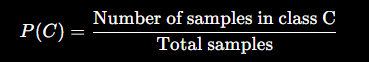 P(C) = Number of samples in class C / Total samples